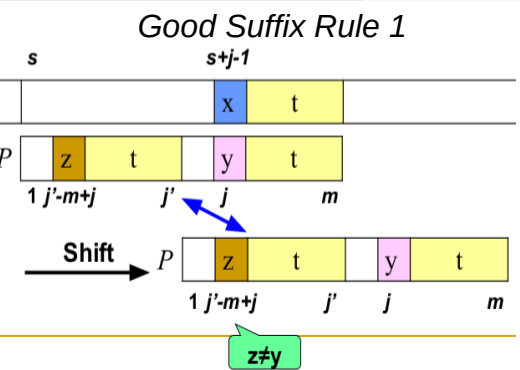 Good Suffix Rule 1
s s+j-1
x t
P z t y t
1 j'-m+j j' j m
Shift P z t y t
1 j'-m+j j' j m
z≠y